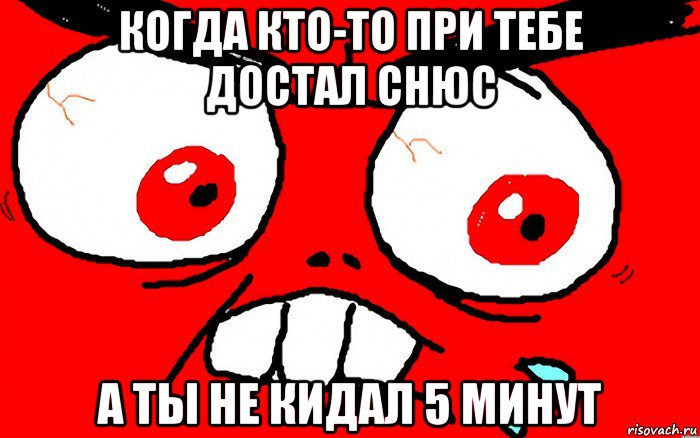 КОГДА КТО-ТО ПРИ ТЕБЕ
ДОСТАЛ СНЮС
А ТЫ НЕ КИДАЛ 5 МИНУТ
risovach.ru